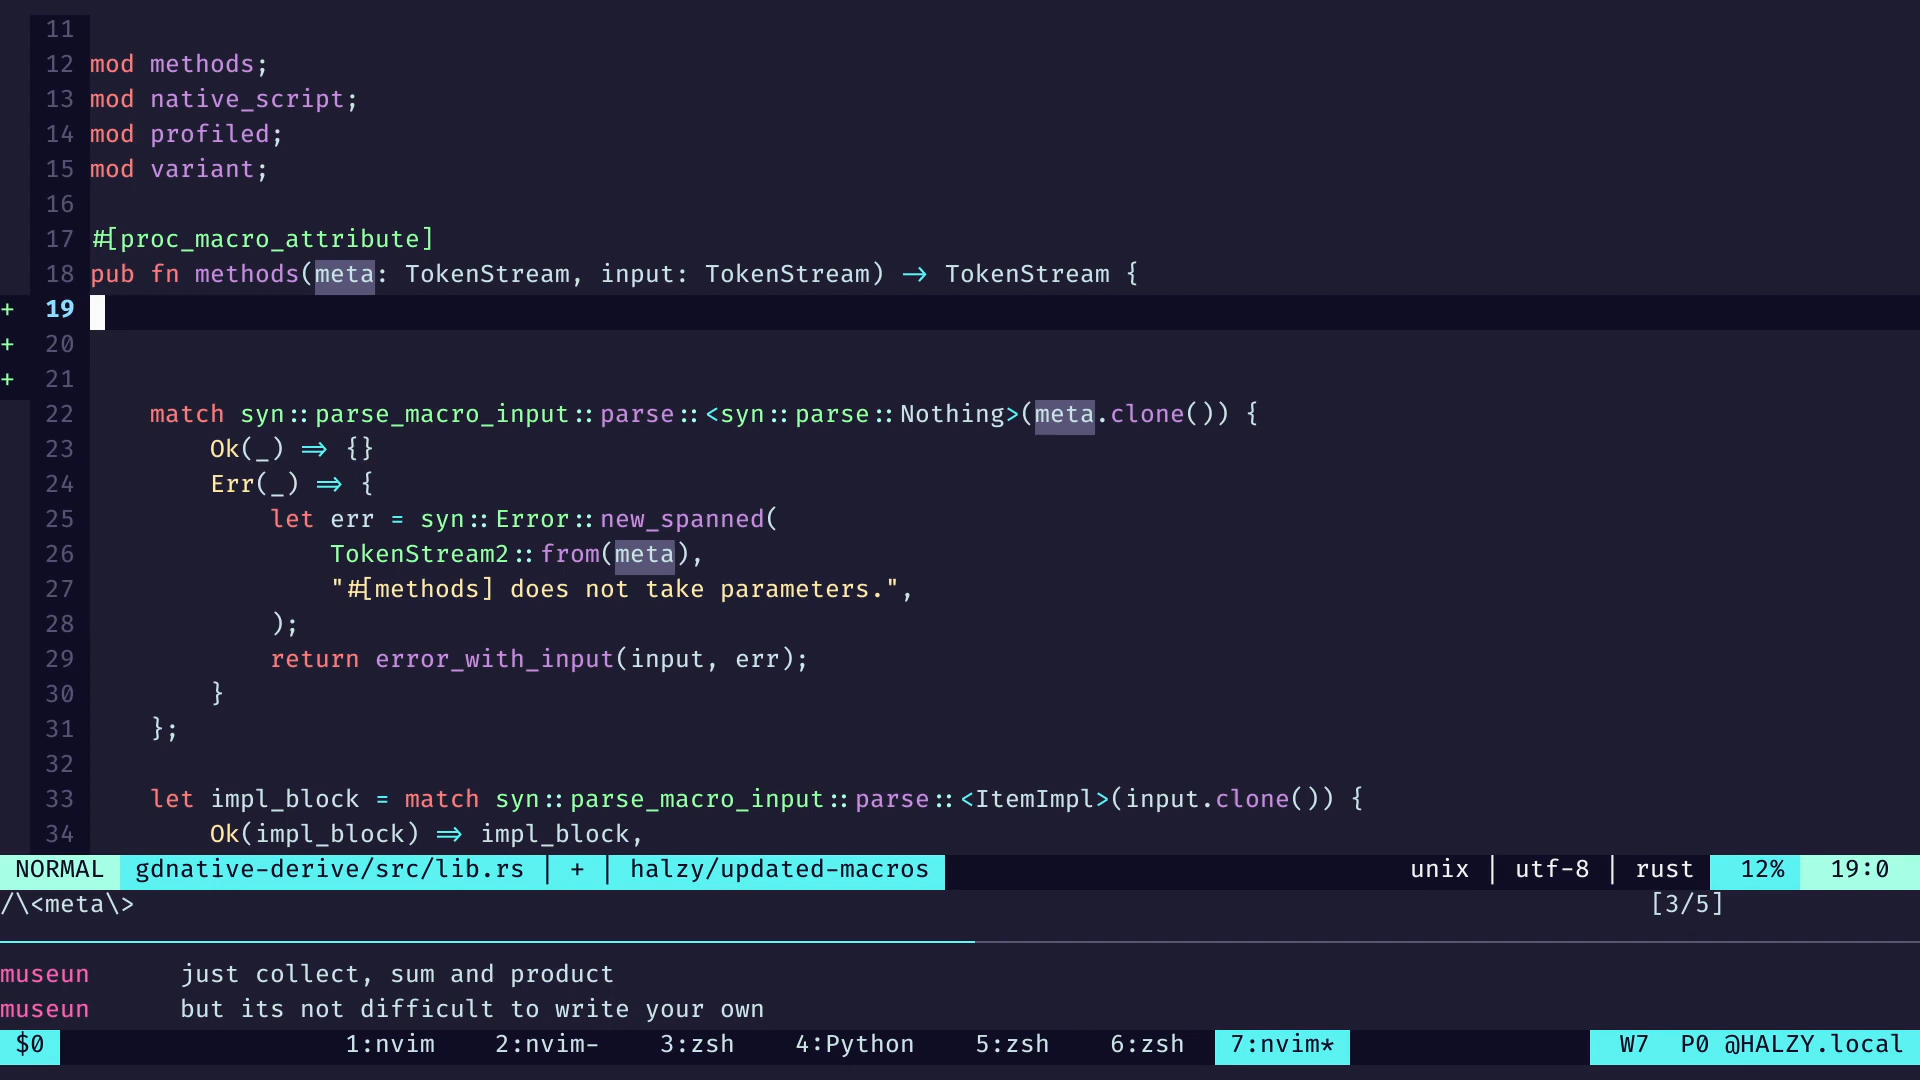 11
12 mod methods;
13 mod native_script;
14 mod profiled;
15 mod variant;
16
17 #[proc_macro_attribute]
18 pub fn methods(meta: TokenStream, input: TokenStream) -> TokenStream {
+ 19
+ 20
+ 21
22     match syn::parse_macro_input::parse::<syn::parse::Nothing>(meta.clone()) {
23         Ok(_) => {}
24         Err(_) => {
25             let err = syn::Error::new_spanned(
26                 TokenStream2::from(meta),
27                 "#[methods] does not take parameters.",
28             );
29             return error_with_input(input, err);
30         }
31     };
32
33     let impl_block = match syn::parse_macro_input::parse::<ItemImpl>(input.clone()) {
34         Ok(impl_block) => impl_block,
NORMAL gdnative-derive/src/lib.rs | + | halzy/updated-macros unix | utf-8 | rust 12% 19:0
/\<meta\> [3/5]
museun just collect, sum and product
museun but its not difficult to write your own
$0 1:nvim 2:nvim- 3:zsh 4:Python 5:zsh 6:zsh 7:nvim* W7 P0 @HALZY.local